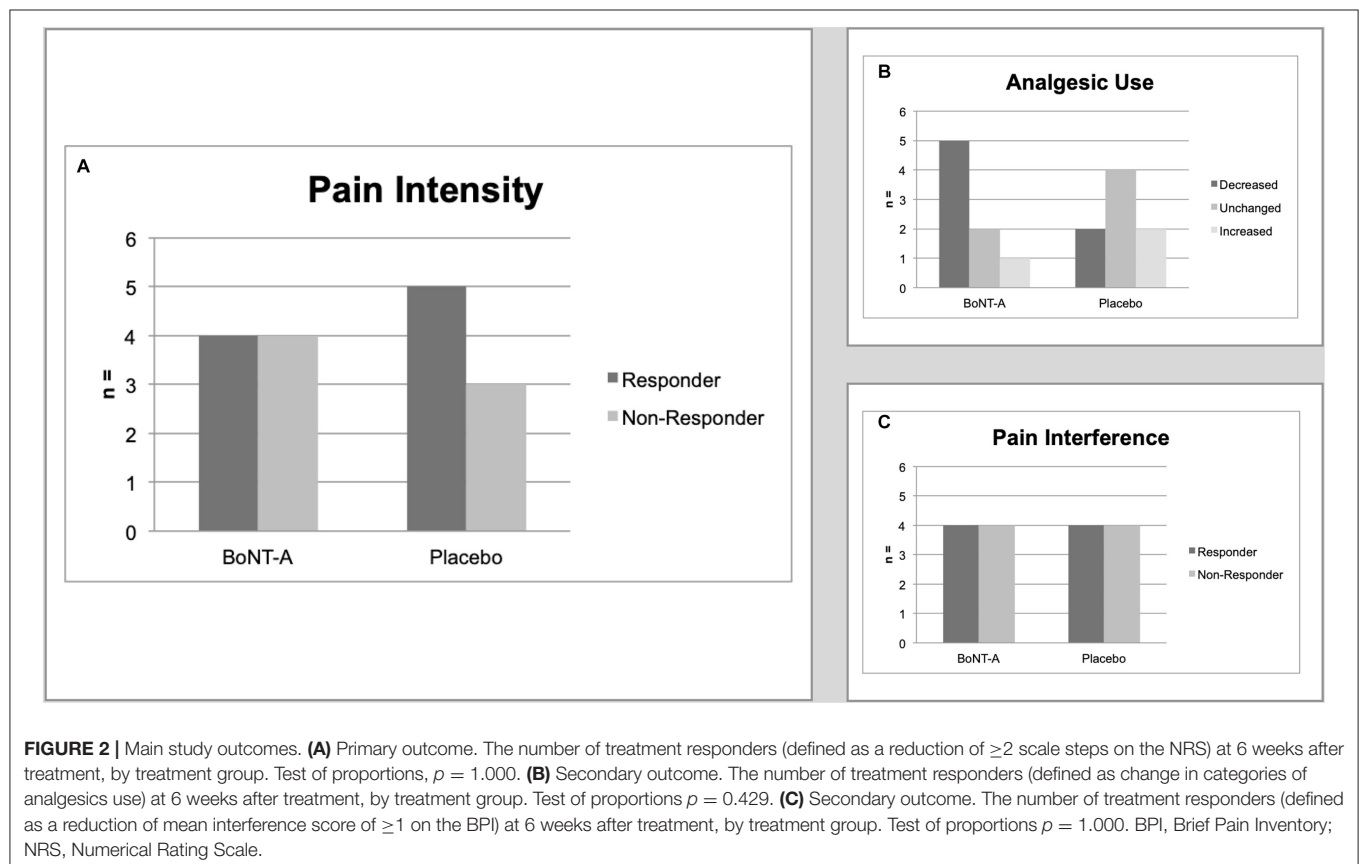 A
Pain Intensity
6
5
4
3
2
1
0
n =
BoNT-A
Placebo
Responder
Non-Responder
B
Analgesic Use
6
5
4
3
2
1
0
n =
BoNT-A
Placebo
Decreased
Unchanged
Increased
C
Pain Interference
6
5
4
3
2
1
0
n =
BoNT-A
Placebo
Responder
Non-Responder
FIGURE 2 | Main study outcomes. (A) Primary outcome. The number of treatment responders (defined as a reduction of ≥2 scale steps on the NRS) at 6 weeks after
treatment, by treatment group. Test of proportions, p = 1.000. (B) Secondary outcome. The number of treatment responders (defined as change in categories of
analgesics use) at 6 weeks after treatment, by treatment group. Test of proportions p = 0.429. (C) Secondary outcome. The number of treatment responders (defined
as a reduction of mean interference score of ≥1 on the BPI) at 6 weeks after treatment, by treatment group. Test of proportions p = 1.000. BPI, Brief Pain Inventory;
NRS, Numerical Rating Scale.